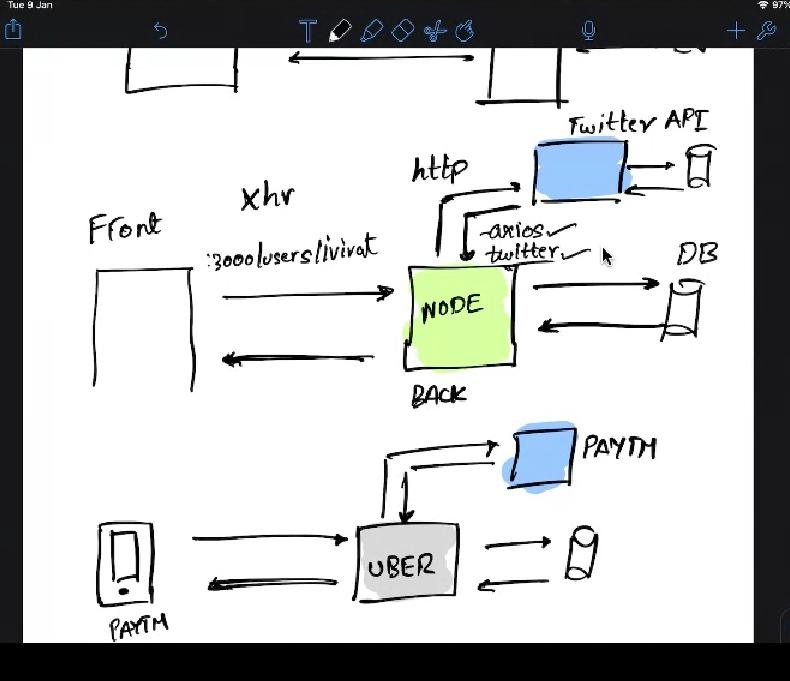 Tue 9 Jan
97%
Twitter API
http
xhr
Front
-axios✓
twitter✓
:3000/users/ivirat
DB
NODE
BACK
PAYTM
UBER
PAYTM